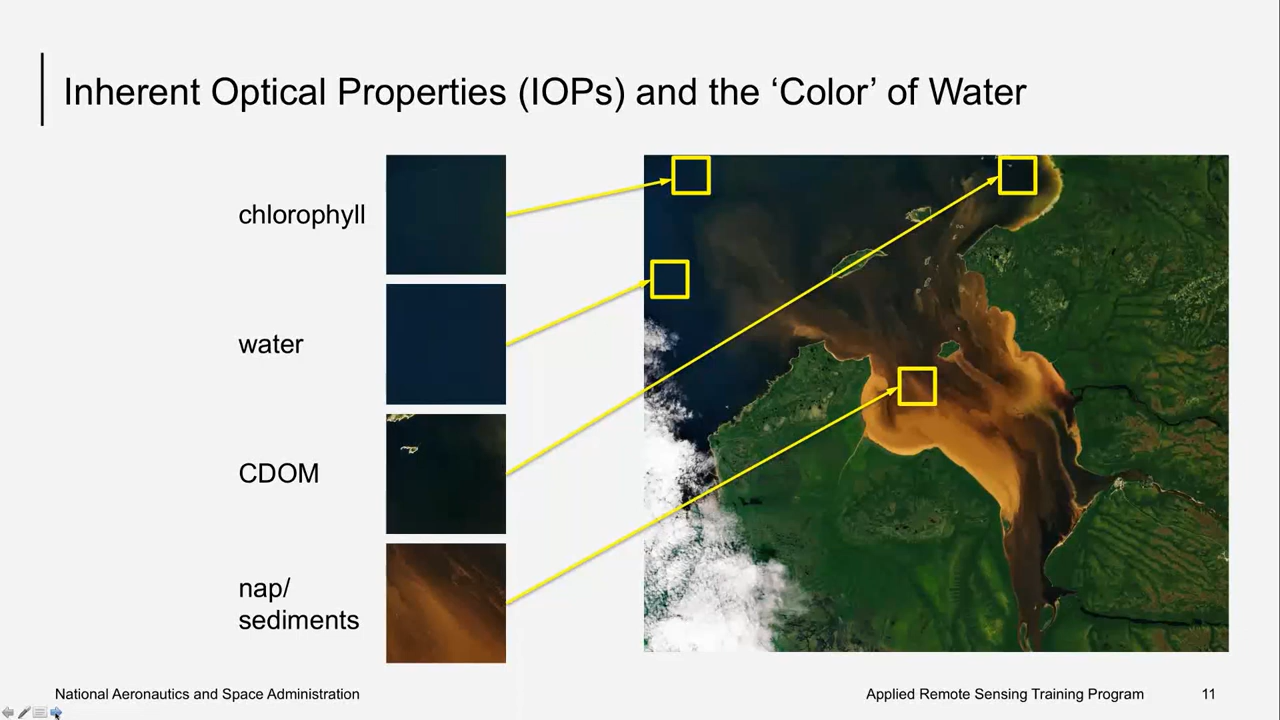 Inherent Optical Properties (IOPs) and the ‘Color’ of Water
chlorophyll
water
CDOM
nap/
sediments
National Aeronautics and Space Administration
Applied Remote Sensing Training Program
11